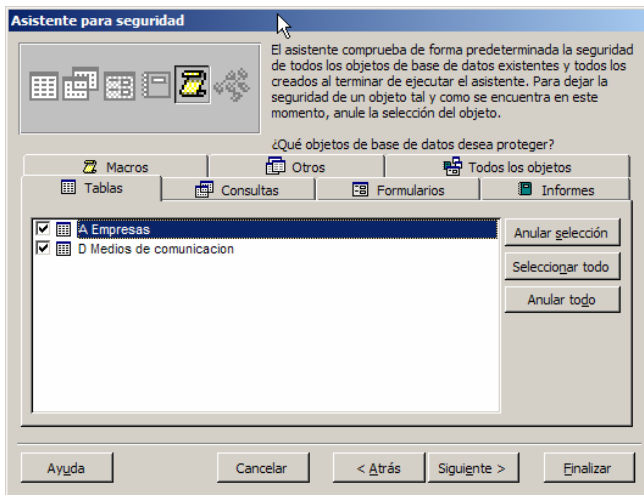 Asistente para seguridad
El asistente comprueba de forma predeterminada la seguridad
de todos los objetos de base de datos existentes y todos los
creados al terminar de ejecutar el asistente. Para dejar la
seguridad de un objeto tal y como se encuentra en este
momento, anule la selección del objeto.
¿Qué objetos de base de datos desea proteger?
Macros Otros Todos los objetos
Tablas Consultas Formularios Informes
A Empresas
D Medios de comunicacion
Anular selección
Seleccionar todo
Anular todo
Ayuda Cancelar < Atrás Siguiente > Finalizar